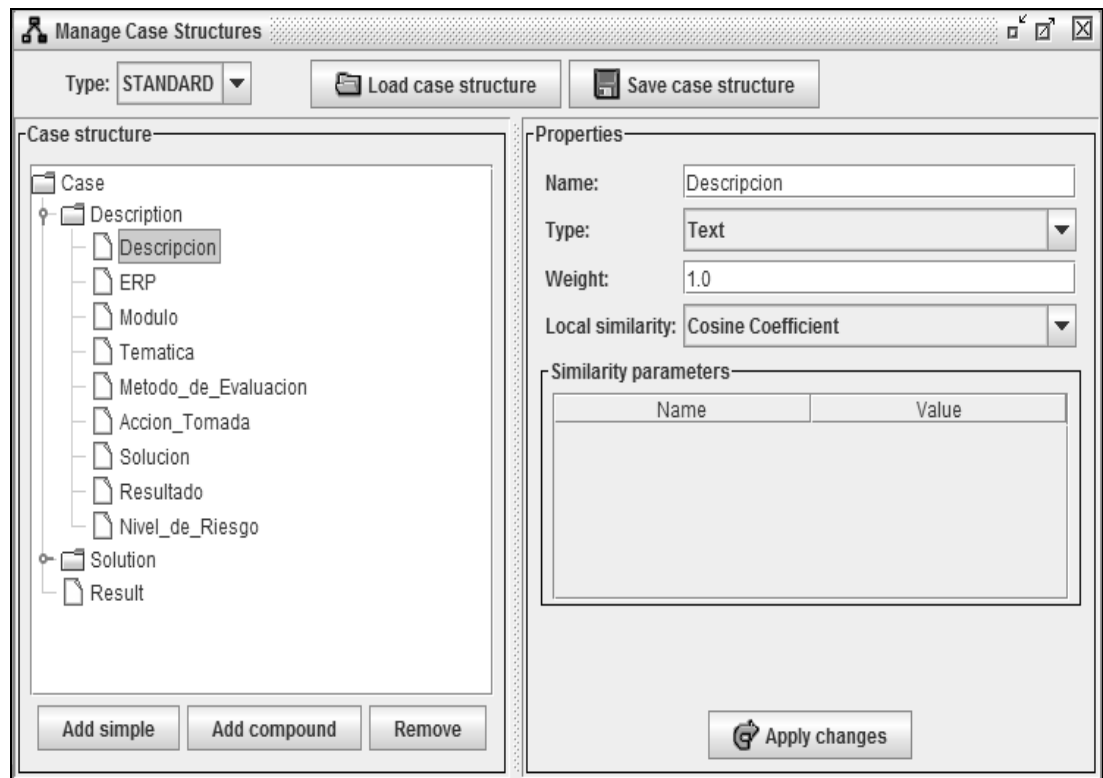 Manage Case Structures
Type: STANDARD Load case structure Save case structure
Case structure
Case
Description
Descripcion
ERP
Modulo
Tematica
Metodo_de_Evaluacion
Accion_Tomada
Solucion
Resultado
Nivel_de_Riesgo
Solution
Result
Add simple Add compound Remove
Properties
Name: Descripcion
Type: Text
Weight: 1.0
Local similarity: Cosine Coefficient
Similarity parameters
Name Value
Apply changes